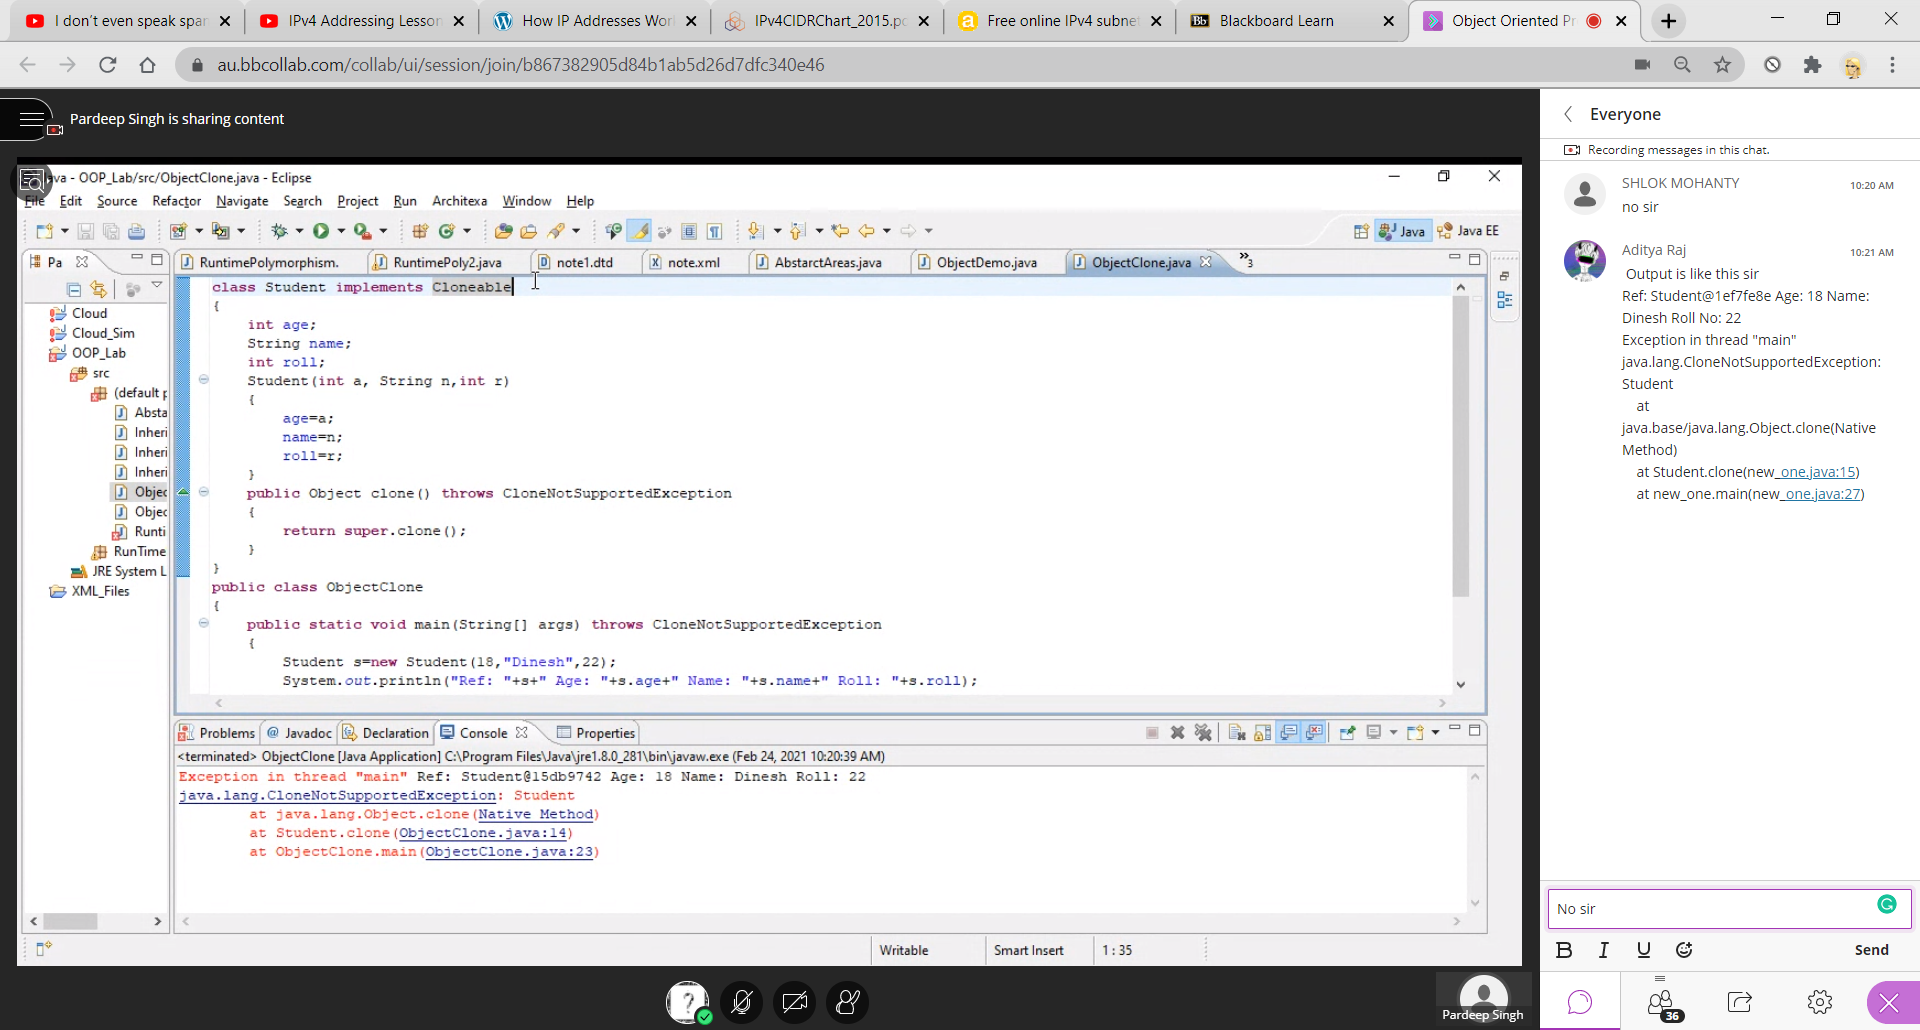 I don't even speak spar
IPv4 Addressing Lesson
How IP Addresses Wor
IPv4CIDRChart_2015.pd
Free online IPv4 subne
Bb
Blackboard Learn
Object Oriented Pr
au.bbcollab.com/collab/ui/session/join/b867382905d84b1ab5d26d7dfc340e46
Pardeep Singh is sharing content
ava - OOP_Lab/src/ObjectClone.java - Eclipse
File Edit Source Refactor Navigate Search Project Run Architexa Window Help
Java
Java EE
Pa
RuntimePolymorphism.
RuntimePoly2.java
note1.dtd
note.xml
AbstarctAreas.java
ObjectDemo.java
ObjectClone.java
»3
Cloud
Cloud_Sim
OOP_Lab
src
(default p
Absta
Inheri
Inheri
Inheri
Objec
Objec
Runti
RunTime
JRE System L
XML_Files
class Student implements Cloneable
{
int age;
String name;
int roll;
Student(int a, String n,int r)
{
age=a;
name=n;
roll=r;
}
public Object clone() throws CloneNotSupportedException
{
return super.clone();
}
}
public class ObjectClone
{
public static void main(String[] args) throws CloneNotSupportedException
{
Student s=new Student(18,"Dinesh",22);
System.out.println("Ref: "+s+" Age: "+s.age+" Name: "+s.name+" Roll: "+s.roll);
Problems
@ Javadoc
Declaration
Console
Properties
<terminated> ObjectClone [Java Application] C:\Program Files\Java\jre1.8.0_281\bin\javaw.exe (Feb 24, 2021 10:20:39 AM)
Exception in thread "main" Ref: Student@15db9742 Age: 18 Name: Dinesh Roll: 22
java.lang.CloneNotSupportedException: Student
at java.lang.Object.clone(Native Method)
at Student.clone(ObjectClone.java:14)
at ObjectClone.main(ObjectClone.java:23)
Writable
Smart Insert
1 : 35
Pardeep Singh
Everyone
Recording messages in this chat.
SHLOK MOHANTY
10:20 AM
no sir
Aditya Raj
10:21 AM
Output is like this sir
Ref: Student@1ef7fe8e Age: 18 Name:
Dinesh Roll No: 22
Exception in thread "main"
java.lang.CloneNotSupportedException:
Student
at
java.base/java.lang.Object.clone(Native
Method)
at Student.clone(new_one.java:15)
at new_one.main(new_one.java:27)
No sir
B I U
Send
36